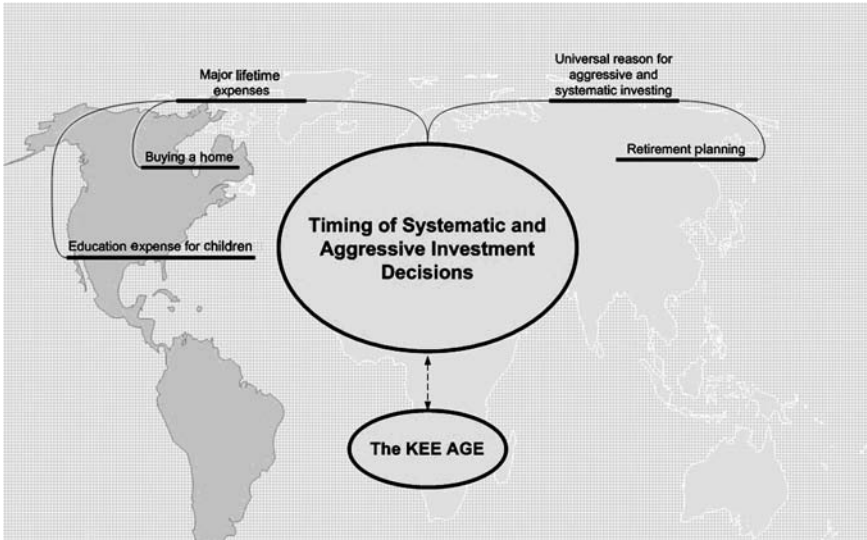 Major lifetime
expenses
Universal reason for
aggressive and
systematic investing
Buying a home
Retirement planning
Education expense for children
Timing of Systematic and
Aggressive Investment
Decisions
The KEE AGE